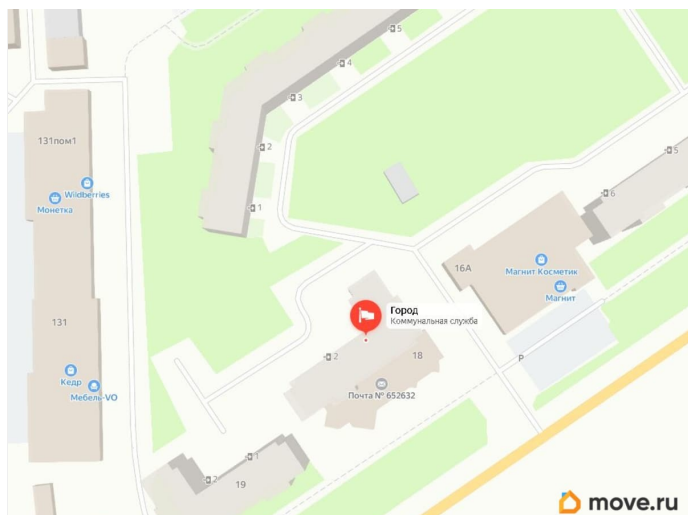 5
4
3
2
1
131пом1
Wildberries
Монетка
5
6
16А
Магнит Косметик
Магнит
Город
Коммунальная служба
131
2
18
P
Кедр
Мебель-VO
Почта № 652632
1
2
19
move.ru